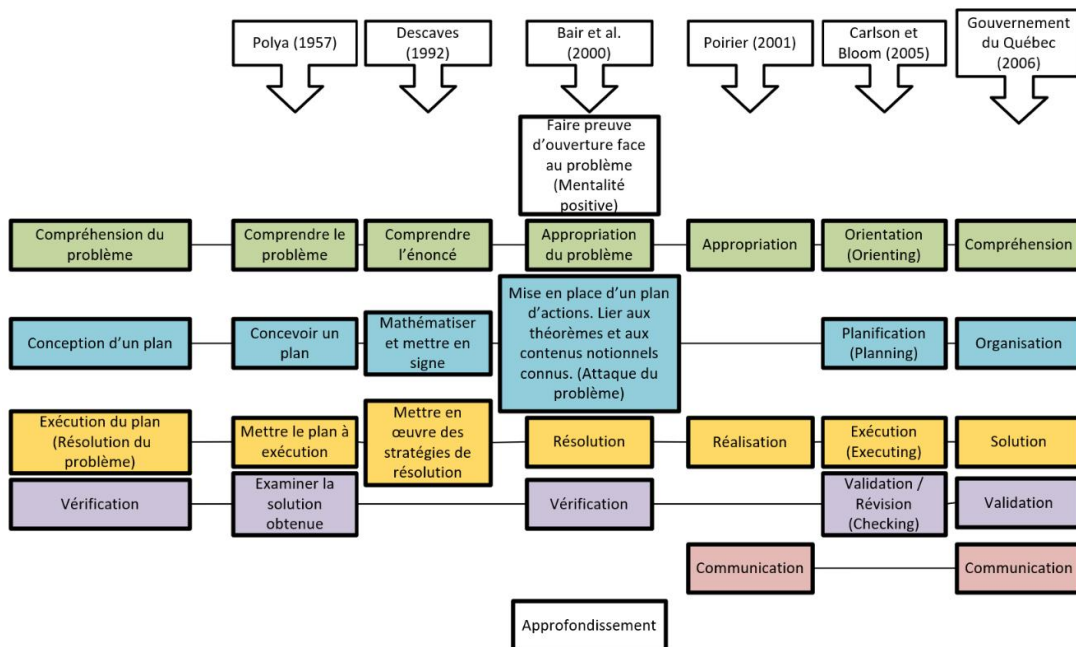 Polya (1957)
Descaves
(1992)
Bair et al.
(2000)
Poirier (2001)
Carlson et
Bloom (2005)
Gouvernement
du Québec
(2006)
Faire preuve
d'ouverture face
au problème
(Mentalité
positive)
Compréhension du
problème
Comprendre le
problème
Comprendre
l'énoncé
Appropriation
du problème
Appropriation
Orientation
(Orienting)
Compréhension
Conception d'un plan
Concevoir un
plan
Mathématiser
et mettre en
signe
Mise en place d'un plan
d'actions. Lier aux
théorèmes et aux
contenus notionnels
connus. (Attaque du
problème)
Planification
(Planning)
Organisation
Exécution du plan
(Résolution du
problème)
Mettre le plan à
exécution
Mettre en
œuvre des
stratégies de
résolution
Résolution
Réalisation
Exécution
(Executing)
Solution
Vérification
Examiner la
solution
obtenue
Vérification
Validation /
Révision
(Checking)
Validation
Communication
Communication
Approfondissement